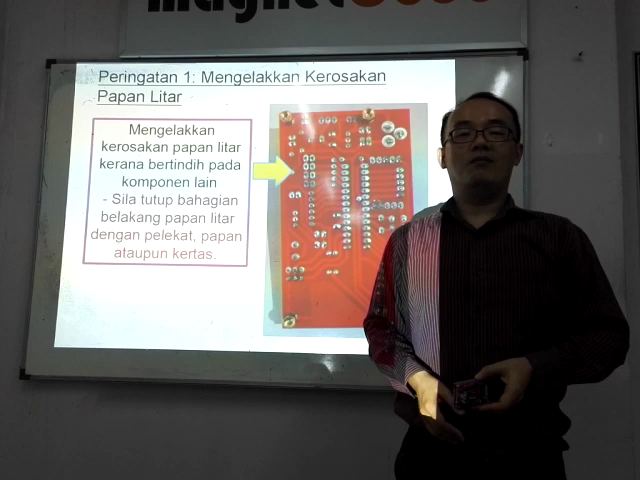 Peringatan 1: Mengelakkan Kerosakan
Papan Litar
Mengelakkan
kerosakan papan litar
kerana bertindih pada
komponen lain
- Sila tutup bahagian
belakang papan litar
dengan pelekat, papan
ataupun kertas.